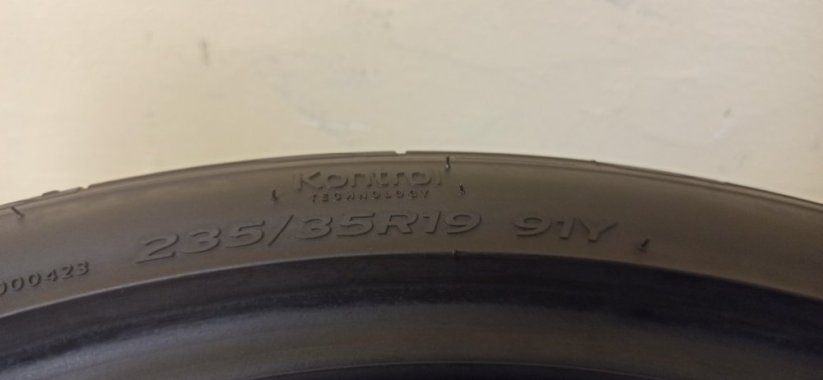 Kontrol
TECHNOLOGY
235/35R19 91Y
000423